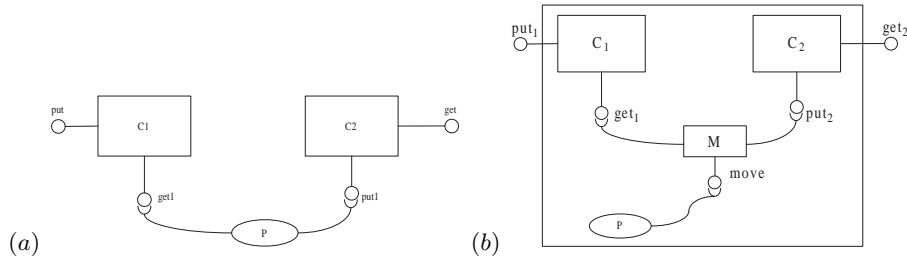 put
C1
C2
get
get1
put1
P
(a)
put₁
C₁
C₂
get₂
get₁
put₂
M
move
P
(b)